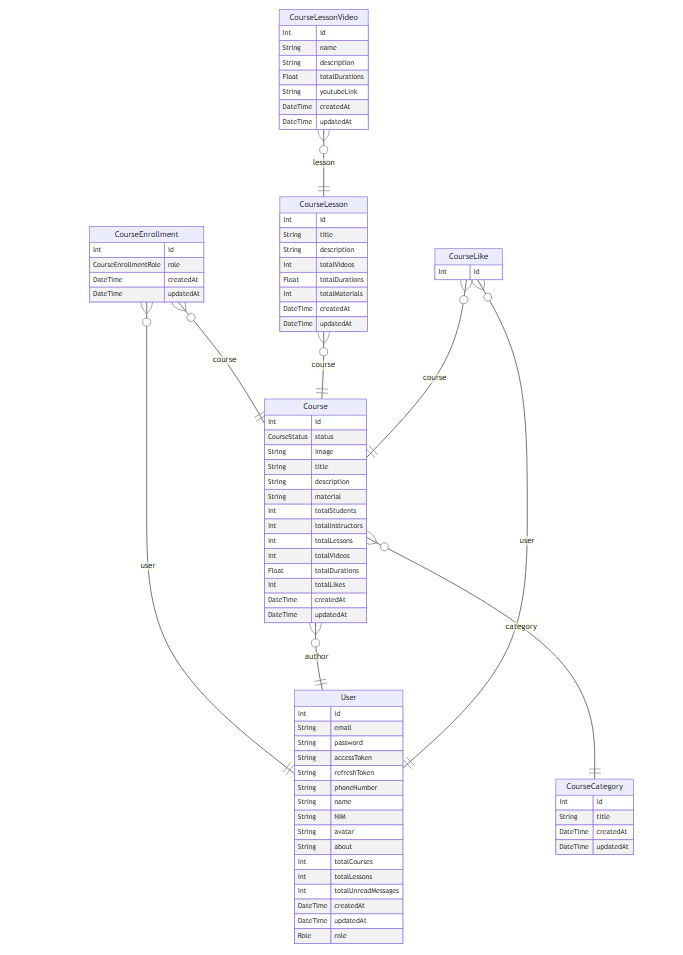 CourseLessonVideo
Int id
String name
String description
Float totalDurations
String youtubeLink
DateTime createdAt
DateTime updatedAt
lesson
CourseLesson
Int id
String title
String description
Int totalVideos
Float totalDurations
Int totalMaterials
DateTime createdAt
DateTime updatedAt
CourseEnrollment
Int id
CourseEnrollmentRole role
DateTime createdAt
DateTime updatedAt
CourseLike
Int id
course
course
course
Course
Int id
CourseStatus status
String image
String title
String description
String material
Int totalStudents
Int totalInstructors
Int totalLessons
Int totalVideos
Float totalDurations
Int totalLikes
DateTime createdAt
DateTime updatedAt
user
user
category
author
User
Int id
String email
String password
String accessToken
String refreshToken
String phoneNumber
String name
String NIM
String avatar
String about
Int totalCourses
Int totalLessons
Int totalUnreadMessages
DateTime createdAt
DateTime updatedAt
Role role
CourseCategory
Int id
String title
DateTime createdAt
DateTime updatedAt